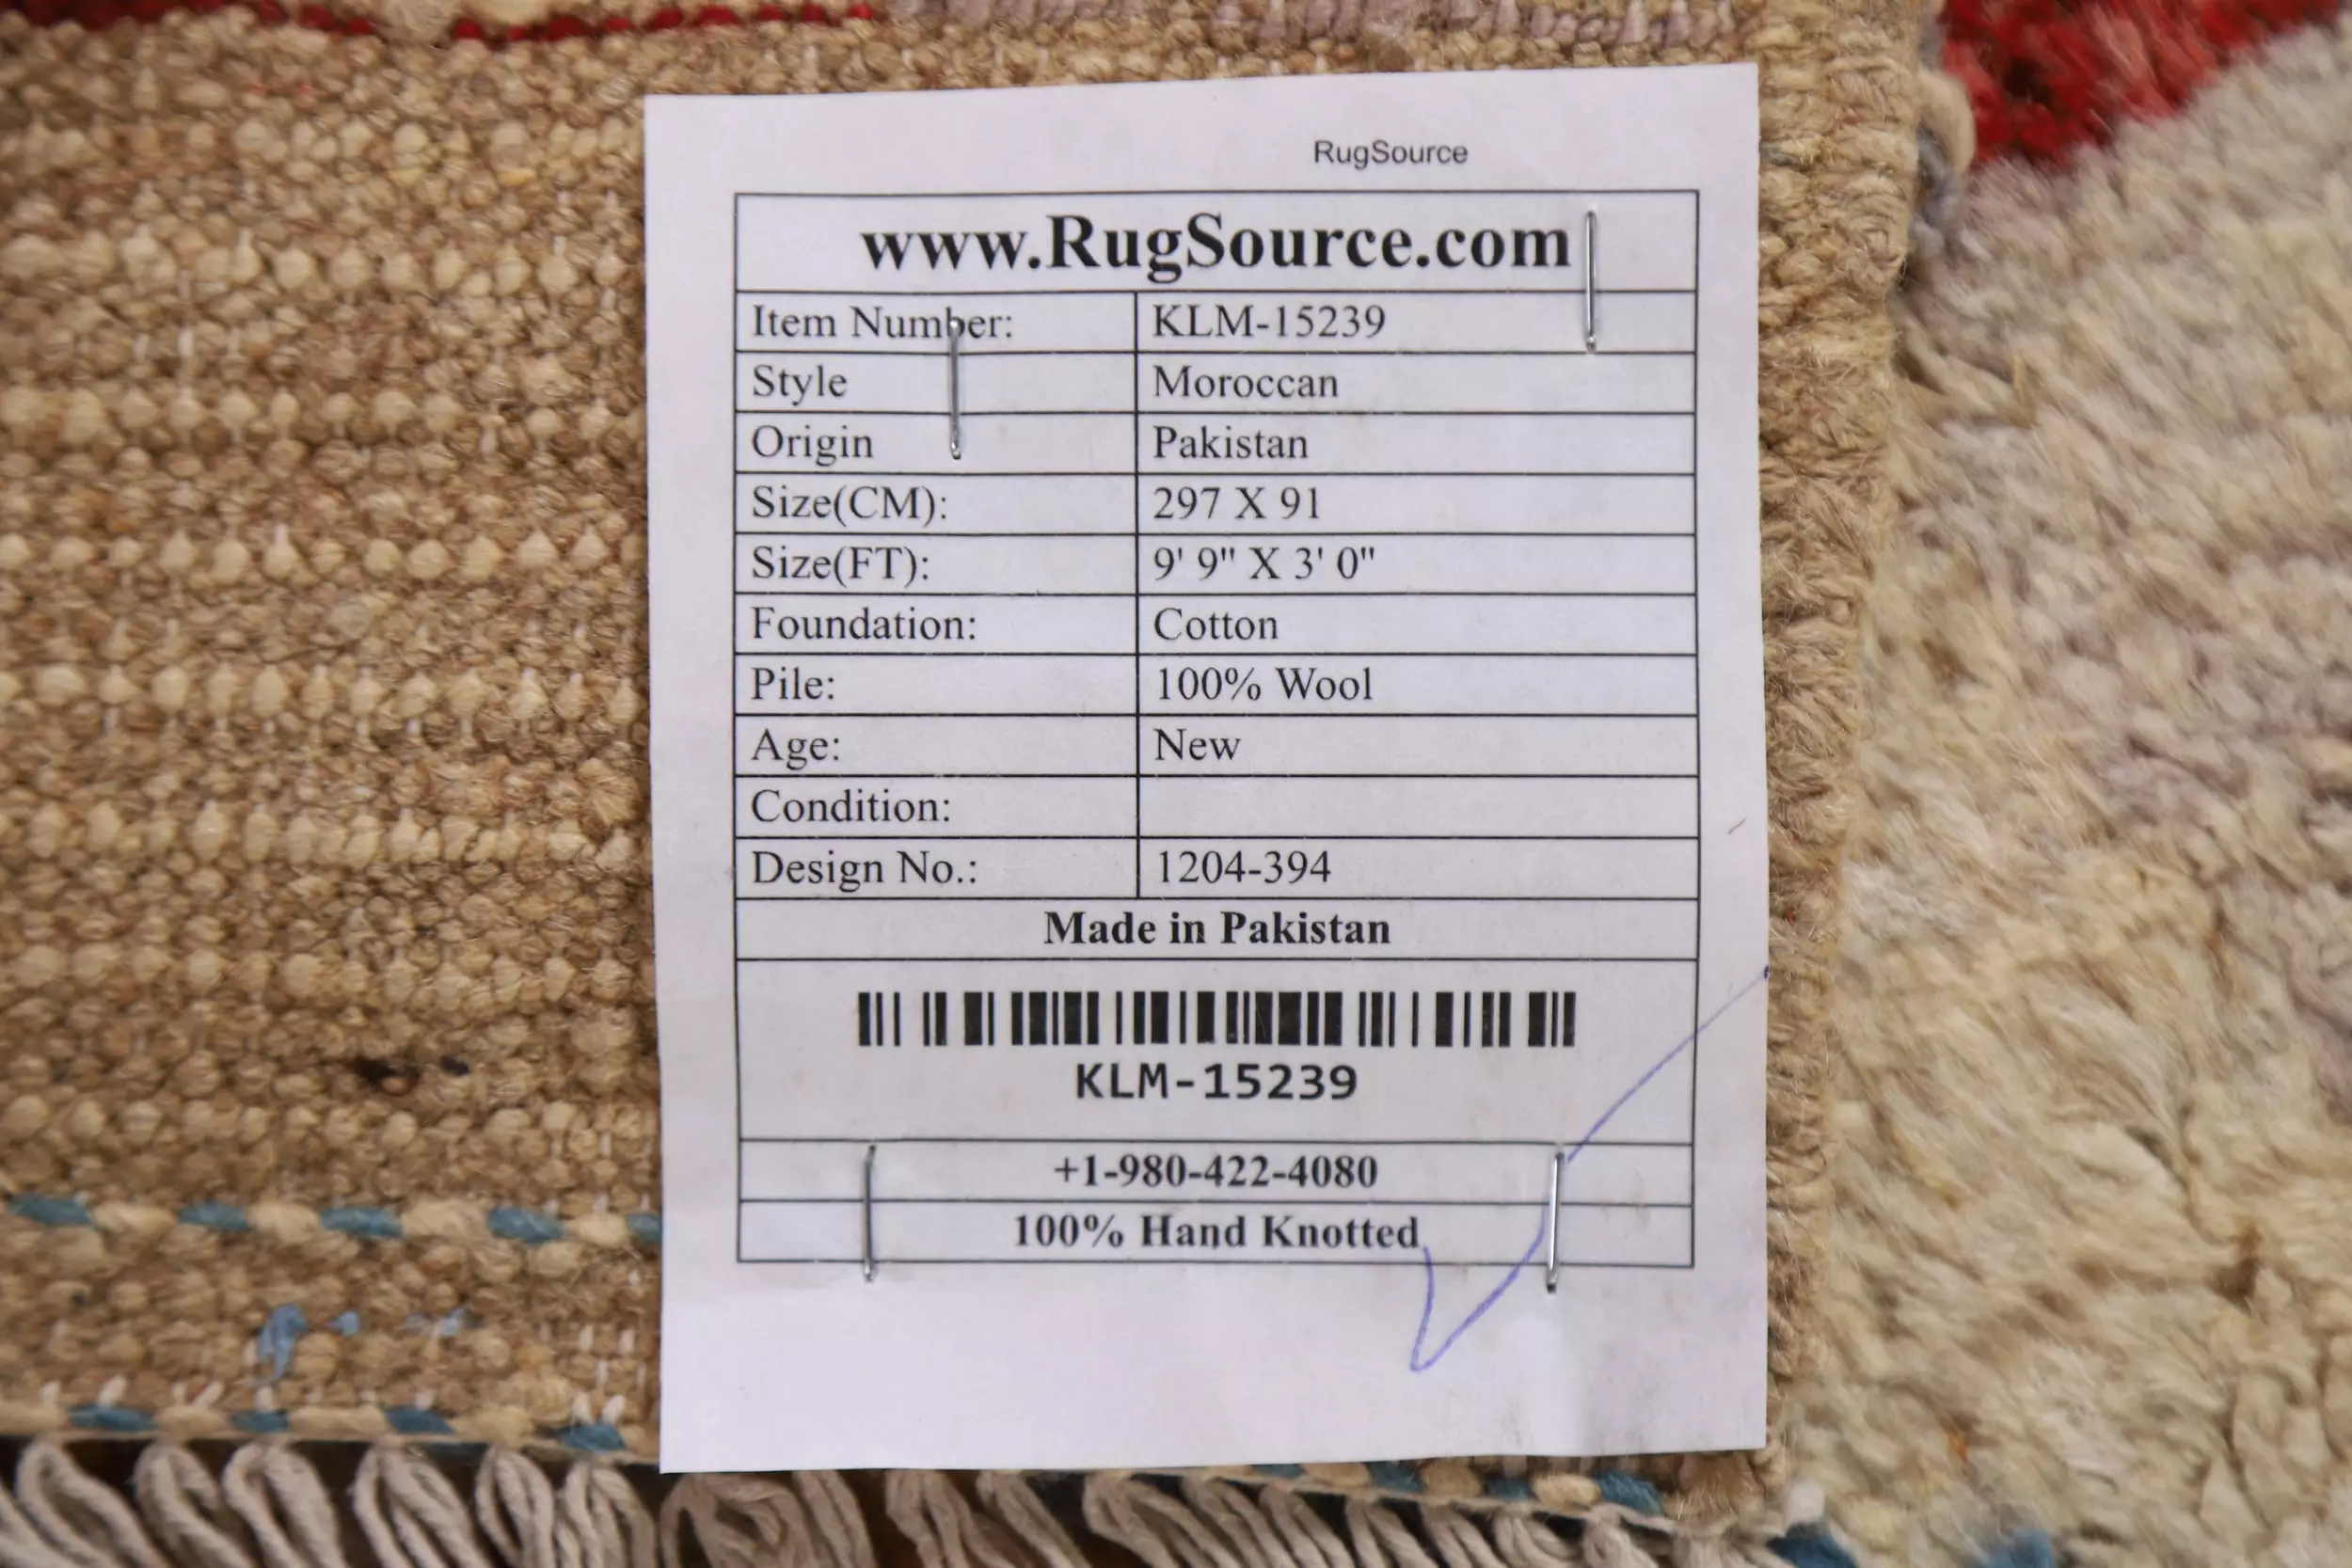 RugSource
www.RugSource.com
Item Number: KLM-15239
Style Moroccan
Origin Pakistan
Size(CM): 297 X 91
Size(FT): 9' 9" X 3' 0"
Foundation: Cotton
Pile: 100% Wool
Age: New
Condition:
Design No.: 1204-394
Made in Pakistan
KLM-15239
+1-980-422-4080
100% Hand Knotted